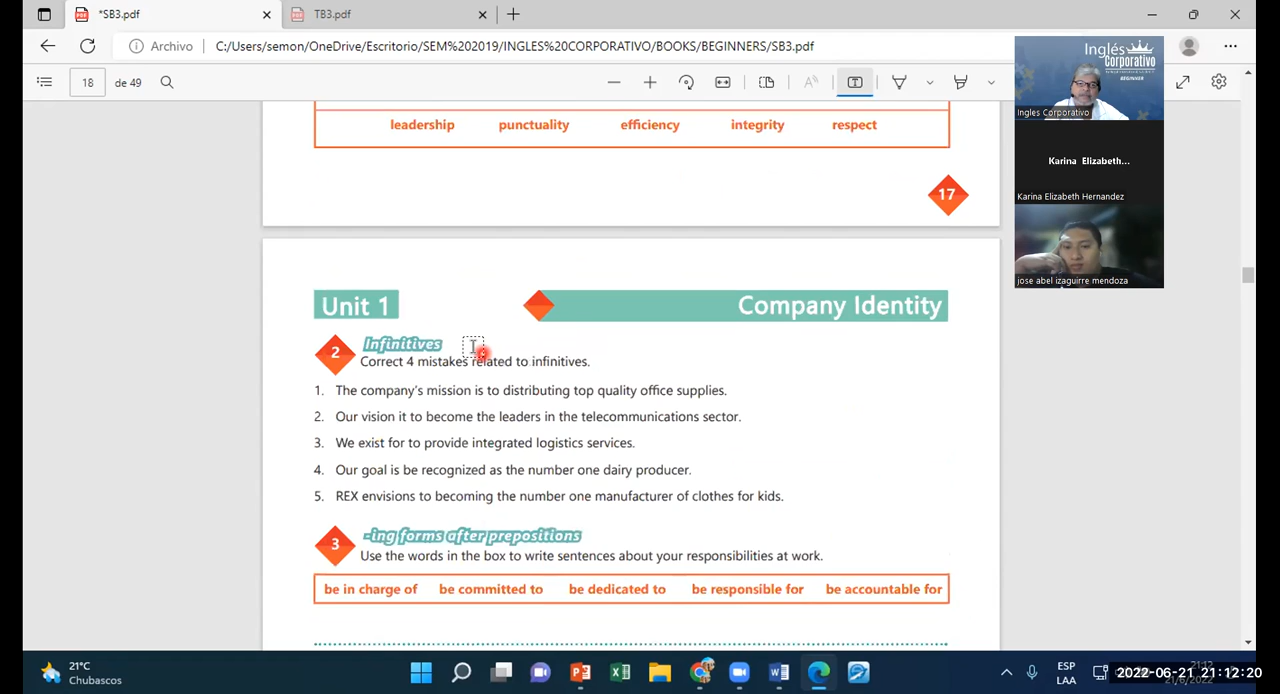 *SB3.pdf
TB3.pdf
Archivo
C:/Users/semon/OneDrive/Escritorio/SEM%202019/INGLES%20CORPORATIVO/BOOKS/BEGINNERS/SB3.pdf
18 de 49
leadership punctuality efficiency integrity respect
17
Inglés
Corporativo
BEGINNER
Ingles Corporativo
Karina Elizabeth...
Karina Elizabeth Hernandez
jose abel izaguirre mendoza
Unit 1
Company Identity
2
Infinitives
Correct 4 mistakes related to infinitives.
1. The company's mission is to distributing top quality office supplies.
2. Our vision it to become the leaders in the telecommunications sector.
3. We exist for to provide integrated logistics services.
4. Our goal is be recognized as the number one dairy producer.
5. REX envisions to becoming the number one manufacturer of clothes for kids.
3
-ing forms after prepositions
Use the words in the box to write sentences about your responsibilities at work.
be in charge of be committed to be dedicated to be responsible for be accountable for
21°C
Chubascos
ESP
LAA
2022-06-21 21:12:20